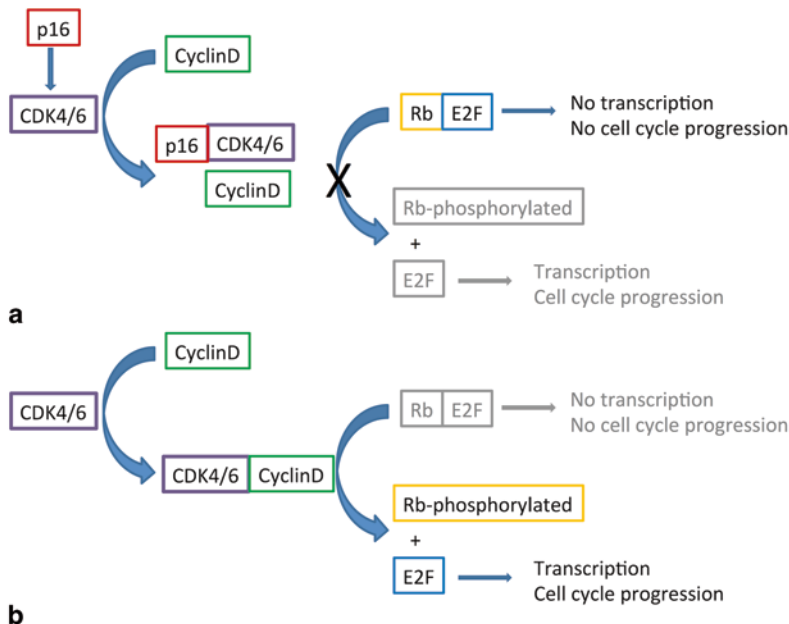 p16
CyclinD
CDK4/6
Rb E2F
No transcription
No cell cycle progression
p16 CDK4/6
CyclinD
X
Rb-phosphorylated
+
E2F
Transcription
Cell cycle progression
a
CyclinD
CDK4/6
Rb E2F
No transcription
No cell cycle progression
CDK4/6 CyclinD
Rb-phosphorylated
+
E2F
Transcription
Cell cycle progression
b